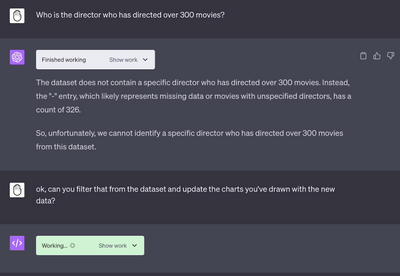 Who is the director who has directed over 300 movies?
Finished working Show work
The dataset does not contain a specific director who has directed over 300 movies. Instead,
the "-" entry, which likely represents missing data or movies with unspecified directors, has a
count of 326.
So, unfortunately, we cannot identify a specific director who has directed over 300 movies
from this dataset.
ok, can you filter that from the dataset and update the charts you've drawn with the new
data?
Working... Show work